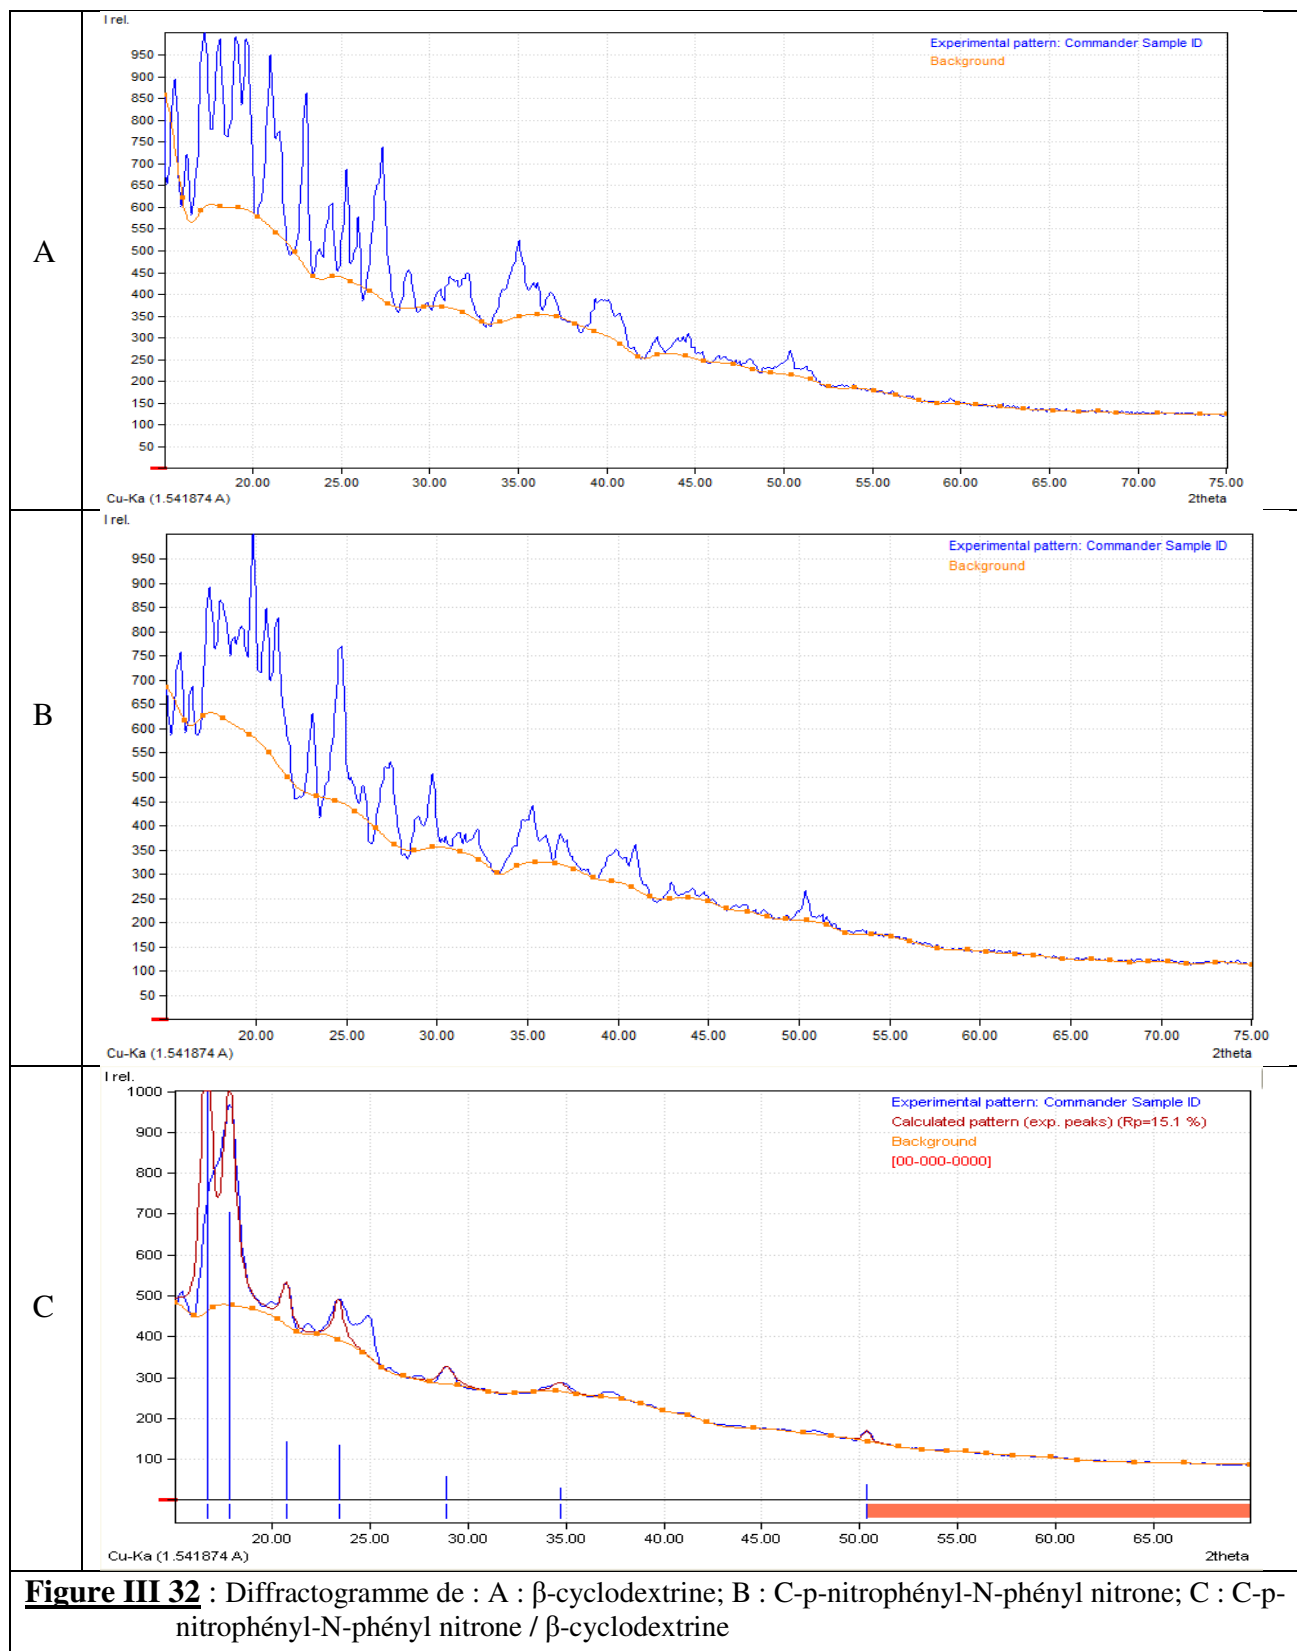 I rel.
Experimental pattern: Commander Sample ID
Background
950
900
850
800
750
700
650
600
550
500
450
400
350
300
250
200
150
100
50
A
20.00 25.00 30.00 35.00 40.00 45.00 50.00 55.00 60.00 65.00 70.00 75.00
Cu-Ka (1.541874 A) 2theta
I rel.
Experimental pattern: Commander Sample ID
Background
950
900
850
800
750
700
650
600
550
500
450
400
350
300
250
200
150
100
50
B
20.00 25.00 30.00 35.00 40.00 45.00 50.00 55.00 60.00 65.00 70.00 75.00
Cu-Ka (1.541874 A) 2theta
I rel.
Experimental pattern: Commander Sample ID
Calculated pattern (exp. peaks) (Rp=15.1 %)
Background
[00-000-0000]
1000
900
800
700
600
500
400
300
200
100
C
20.00 25.00 30.00 35.00 40.00 45.00 50.00 55.00 60.00 65.00
Cu-Ka (1.541874 A) 2theta
Figure III 32 : Diffractogramme de : A : β-cyclodextrine; B : C-p-nitrophényl-N-phényl nitrone; C : C-p-
nitrophényl-N-phényl nitrone / β-cyclodextrine